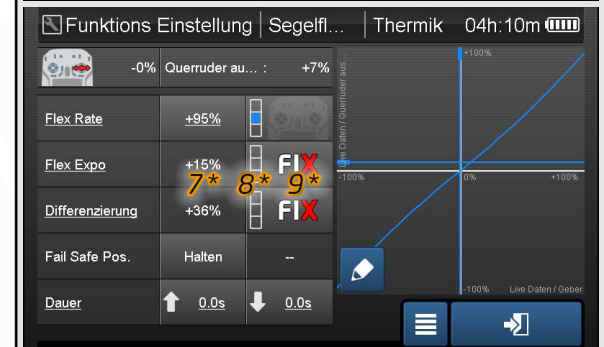 Funktions Einstellung Segelfl... Thermik 04h:10m
-0% Querruder au... : +7%
Flex Rate +95%
Flex Expo +15% FIX
7* 8* 9*
Differenzierung +36% FIX
Fail Safe Pos. Halten --
Dauer 0.0s 0.0s
+100%
Live Daten / Querruder aus...
-100% 0% +100%
-100% Live Daten / Geber